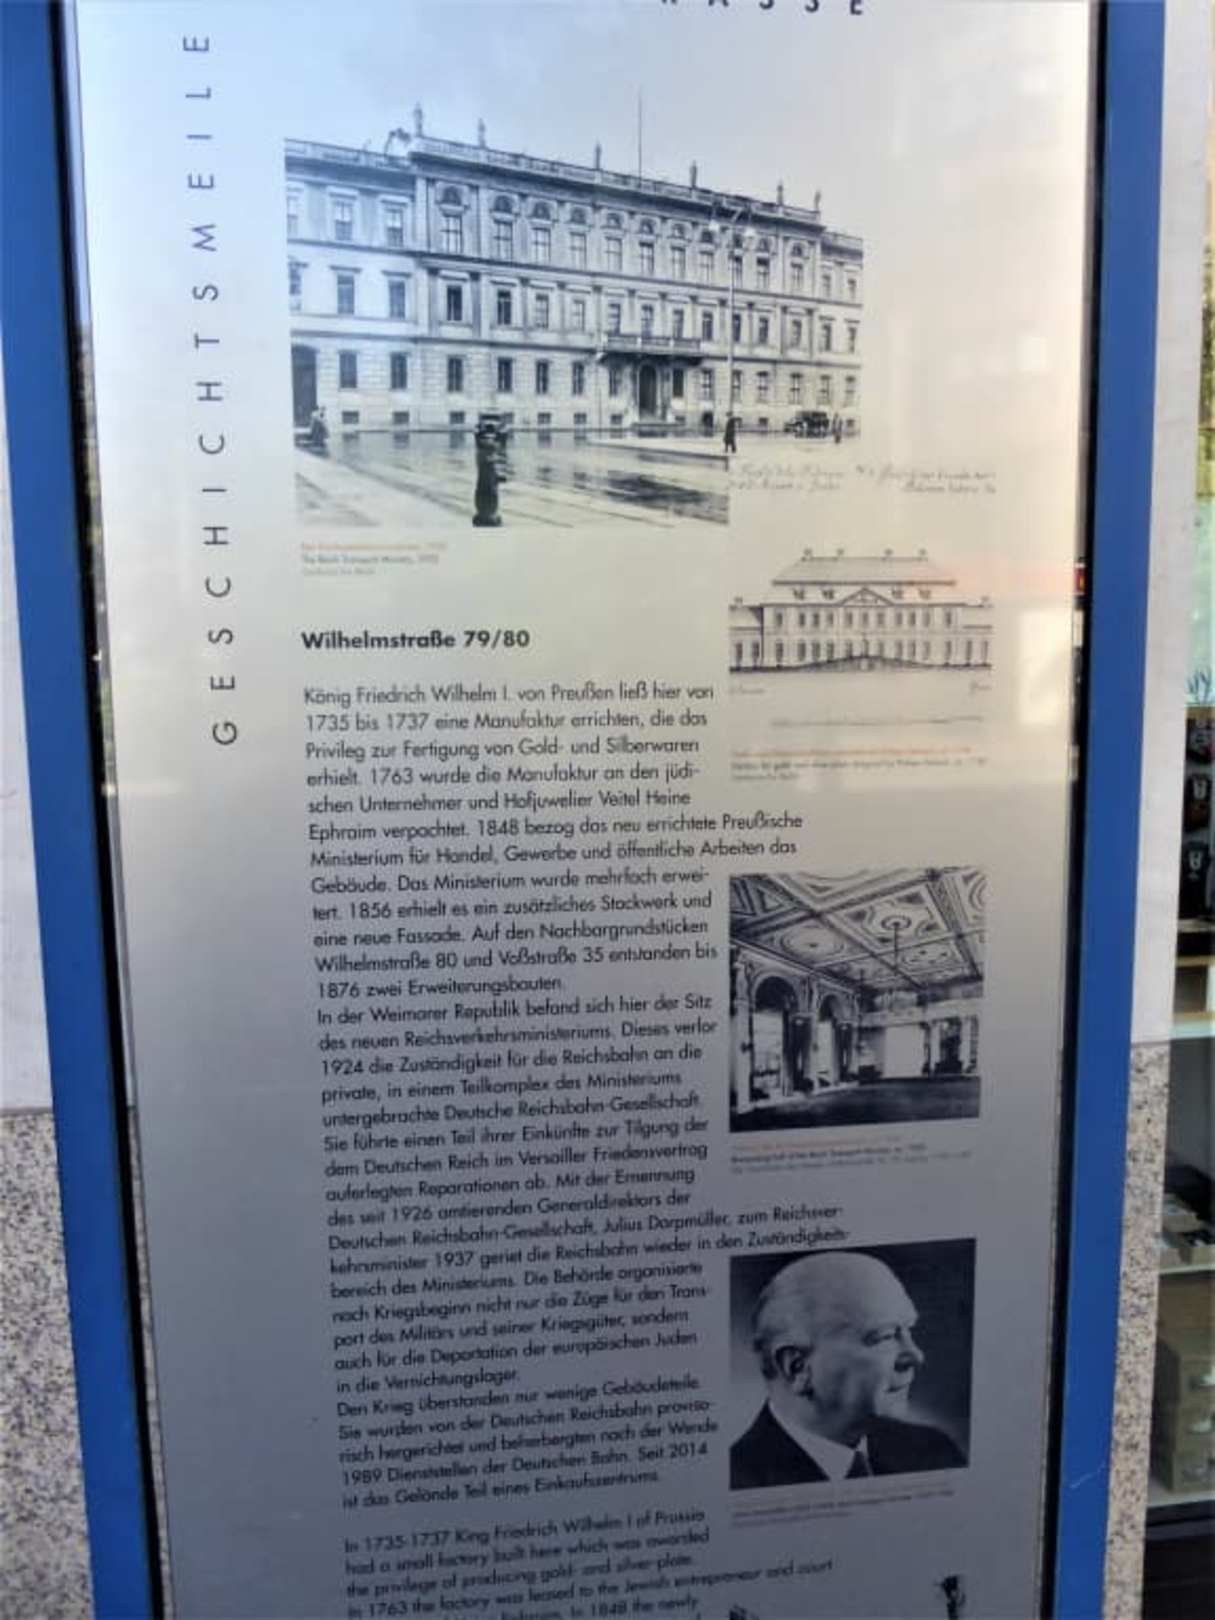 GESCHICHTSMEILE
Wilhelmstraße 79/80
König Friedrich Wilhelm I. von Preußen ließ hier von
1735 bis 1737 eine Manufaktur errichten, die das
Privileg zur Fertigung von Gold- und Silberwaren
erhielt. 1763 wurde die Manufaktur an den jüdi-
schen Unternehmer und Hofjuwelier Veitel Heine
Ephraim verpachtet. 1848 bezog das neu errichtete Preußische
Ministerium für Handel, Gewerbe und öffentliche Arbeiten das
Gebäude. Das Ministerium wurde mehrfach erwei-
tert. 1856 erhielt es ein zusätzliches Stockwerk und
eine neue Fassade. Auf den Nachbargrundstücken
Wilhelmstraße 80 und Voßstraße 35 entstanden bis
1876 zwei Erweiterungsbauten.
In der Weimarer Republik befand sich hier der Sitz
des neuen Reichsverkehrsministeriums. Dieses verlor
1924 die Zuständigkeit für die Reichsbahn an die
private, in einem Teilkomplex des Ministeriums
untergebrachte Deutsche Reichsbahn-Gesellschaft.
Sie führte einen Teil ihrer Einkünfte zur Tilgung der
dem Deutschen Reich im Versailler Friedensvertrag
auferlegten Reparationen ab. Mit der Ernennung
des seit 1926 amtierenden Generaldirektors der
Deutschen Reichsbahn-Gesellschaft, Julius Dorpmüller, zum Reichsver-
kehrsminister 1937 geriet die Reichsbahn wieder in den Zuständigkeits-
bereich des Ministeriums. Die Behörde organisierte
nach Kriegsbeginn nicht nur die Züge für den Trans-
port des Militärs und seiner Kriegsgüter, sondern
auch für die Deportation der europäischen Juden
in die Vernichtungslager.
Den Krieg überstanden nur wenige Gebäudeteile.
Sie wurden von der Deutschen Reichsbahn proviso-
risch hergerichtet und beherbergten nach der Wende
1989 Dienststellen der Deutschen Bahn. Seit 2014
ist das Gelände Teil eines Einkaufszentrums.
In 1735-1737 King Friedrich Wilhelm I of Prussia
had a small factory built here which was awarded
the privilege of producing gold- and silver-plate.
In 1763 the factory was leased to the Jewish entrepreneur and court
Ephraim. In 1848 the newly